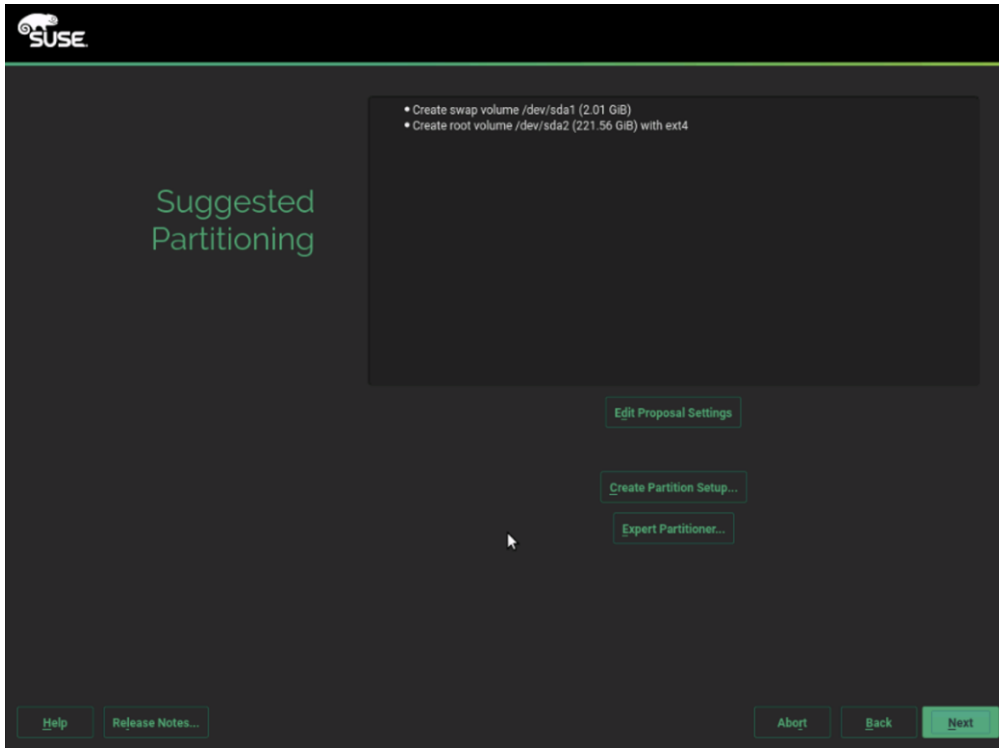 SUSE.
• Create swap volume /dev/sda1 (2.01 GiB)
• Create root volume /dev/sda2 (221.56 GiB) with ext4
Suggested
Partitioning
Edit Proposal Settings
Create Partition Setup...
Expert Partitioner...
Help
Release Notes...
Abort
Back
Next